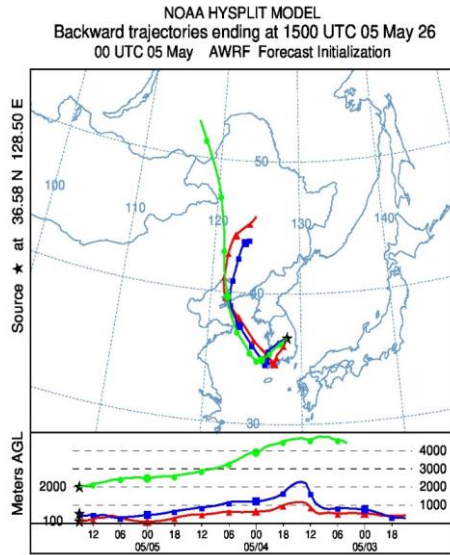 NOAA HYSPLIT MODEL
Backward trajectories ending at 1500 UTC 05 May 26
00 UTC 05 May AWRF Forecast Initialization
Source ★ at 36.58 N 128.50 E
100
110
120
130
140
50
40
30
Meters AGL
2000
100
4000
3000
2000
1000
12 06 00 18 12 06 00 18 12 06 00 18
05/05 05/04 05/03